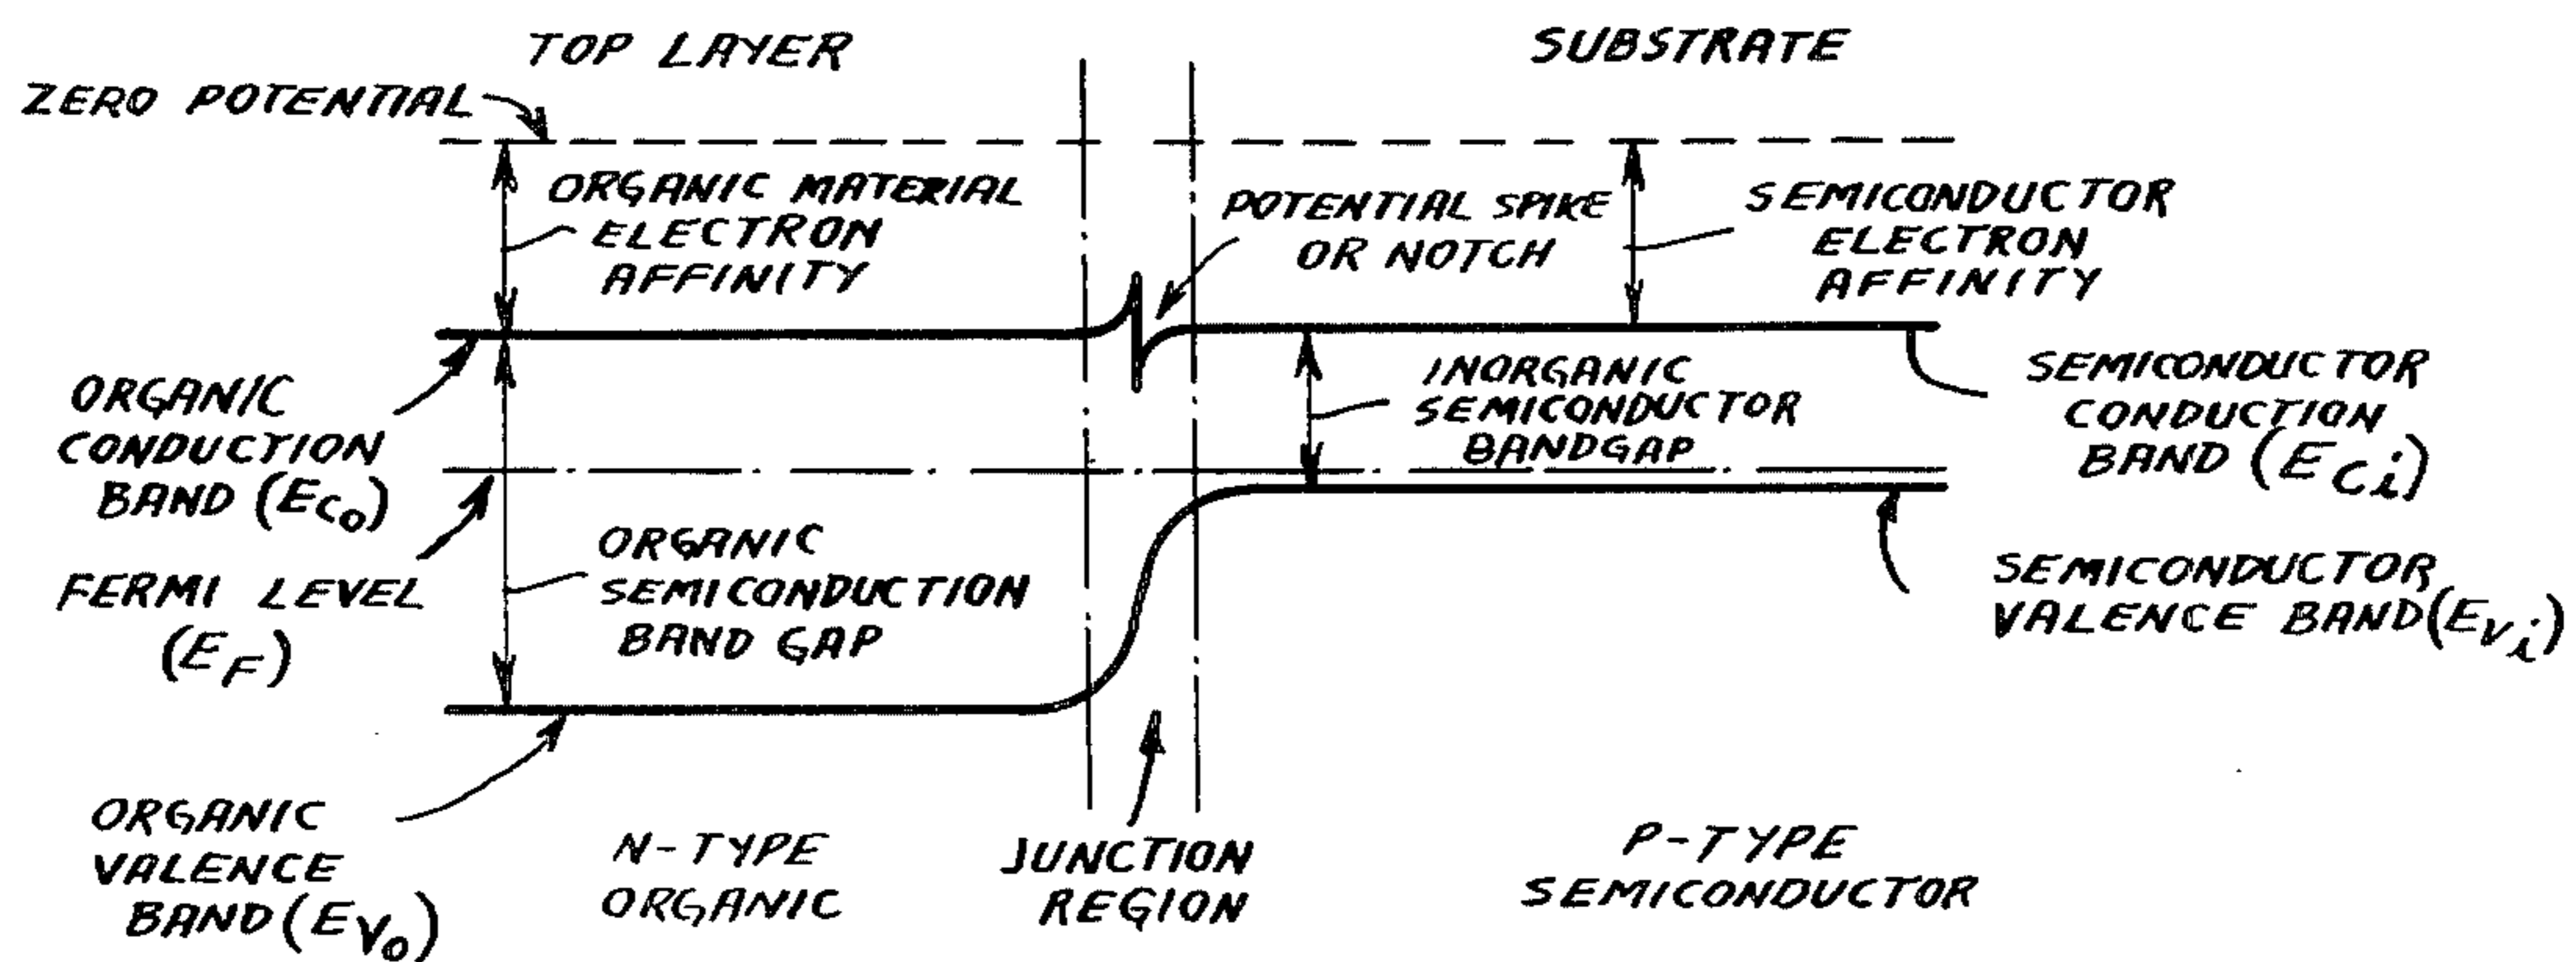 TOP LAYER
SUBSTRATE
ZERO POTENTIAL
ORGANIC MATERIAL
ELECTRON
AFFINITY
POTENTIAL SPIKE
OR NOTCH
SEMICONDUCTOR
ELECTRON
AFFINITY
ORGANIC
CONDUCTION
BAND (Eco)
INORGANIC
SEMICONDUCTOR
BANDGAP
SEMICONDUCTOR
CONDUCTION
BAND (Eci)
FERMI LEVEL
(EF)
ORGANIC
SEMICONDUCTION
BAND GAP
SEMICONDUCTOR
VALENCE BAND (Evi)
ORGANIC
VALENCE
BAND (Evo)
N-TYPE
ORGANIC
JUNCTION
REGION
P-TYPE
SEMICONDUCTOR